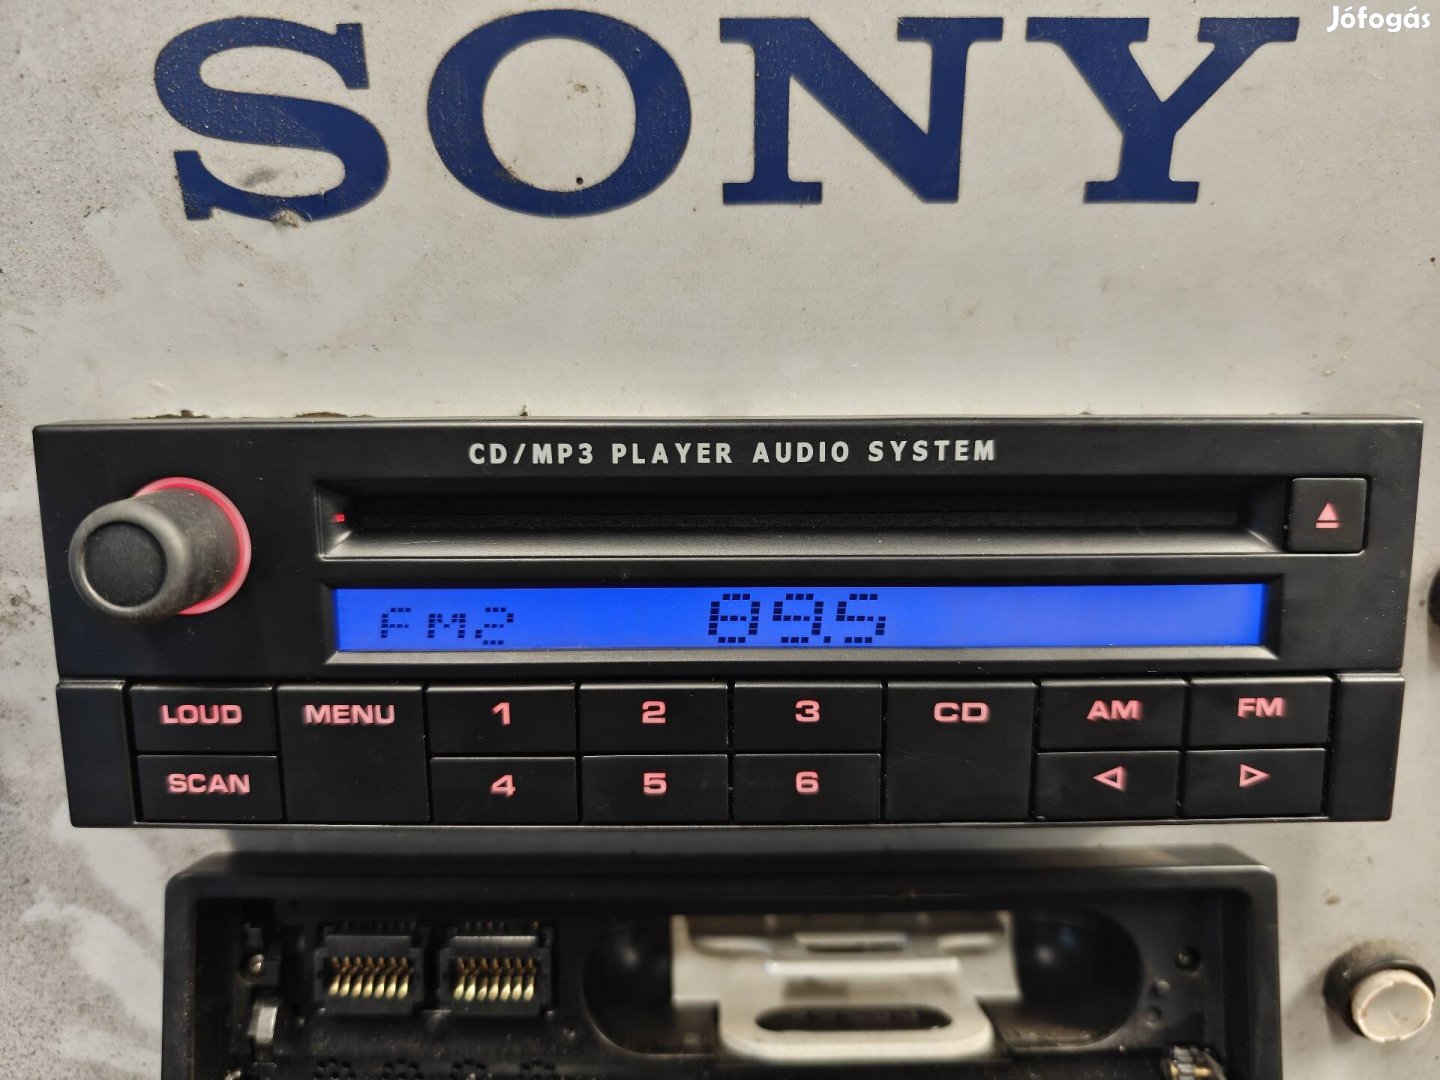 Jófogás
SONY
CD/MP3 PLAYER AUDIO SYSTEM
FM2 89.5
LOUD MENU 1 2 3 CD AM FM
SCAN 4 5 6